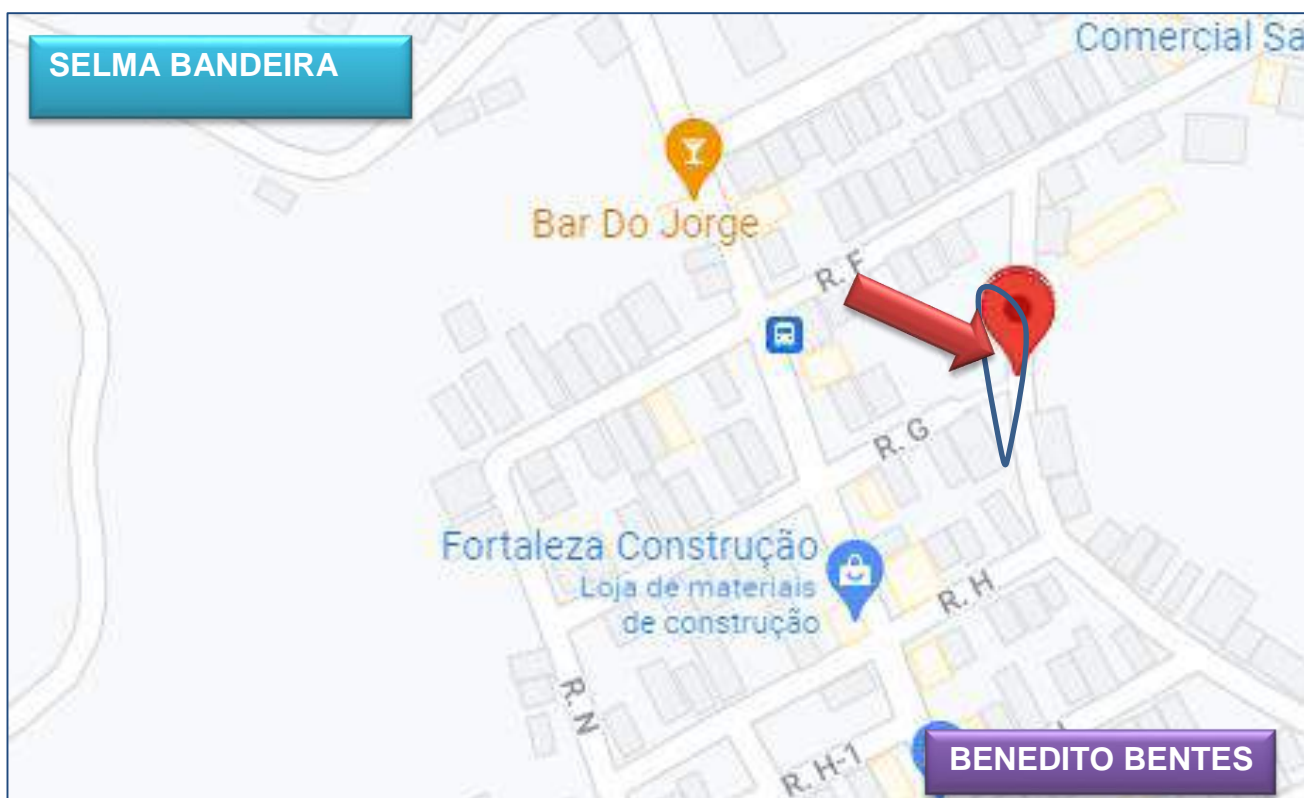 SELMA BANDEIRA
Comercial Sa
Bar Do Jorge
R. F
R. G
Fortaleza Construção
Loja de materiais
de construção
R. H
R. N
R. H-1
BENEDITO BENTES